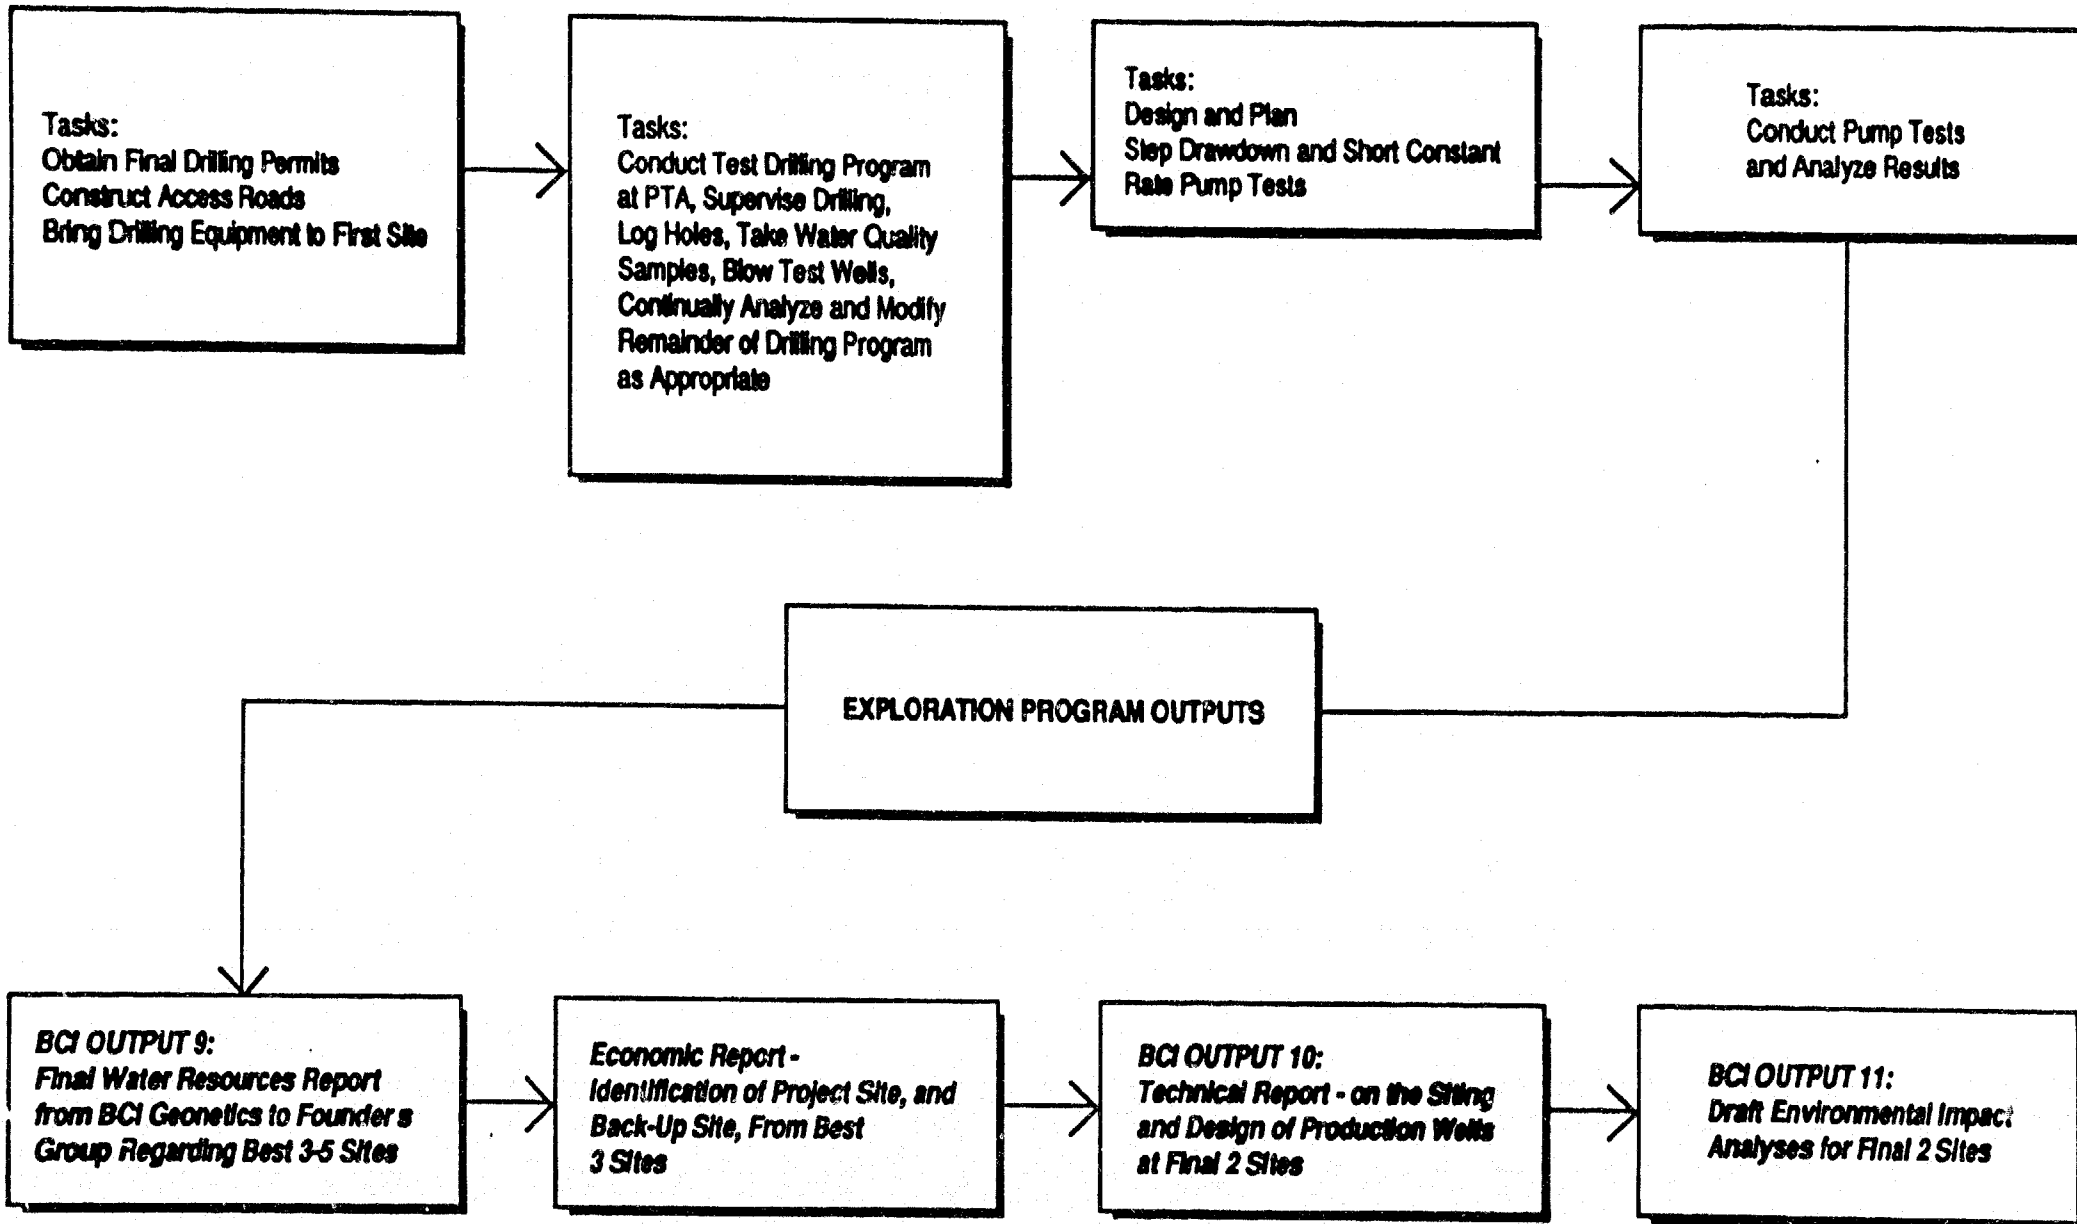 Tasks:
Obtain Final Drilling Permits
Construct Access Roads
Bring Drilling Equipment to First Site
Tasks:
Conduct Test Drilling Program
at PTA, Supervise Drilling,
Log Holes, Take Water Quality
Samples, Blow Test Wells,
Continually Analyze and Modify
Remainder of Drilling Program
as Appropriate
Tasks:
Design and Plan
Step Drawdown and Short Constant
Rate Pump Tests
Tasks:
Conduct Pump Tests
and Analyze Results
EXPLORATION PROGRAM OUTPUTS
BCI OUTPUT 9:
Final Water Resources Report
from BCI Geonetics to Founder s
Group Regarding Best 3-5 Sites
Economic Report -
Identification of Project Site, and
Back-Up Site, From Best
3 Sites
BCI OUTPUT 10:
Technical Report - on the Siting
and Design of Production Wells
at Final 2 Sites
BCI OUTPUT 11:
Draft Environmental Impact
Analyses for Final 2 Sites